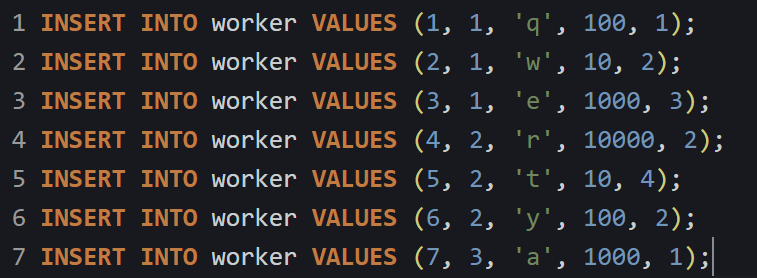 1 INSERT INTO worker VALUES (1, 1, 'q', 100, 1);
2 INSERT INTO worker VALUES (2, 1, 'w', 10, 2);
3 INSERT INTO worker VALUES (3, 1, 'e', 1000, 3);
4 INSERT INTO worker VALUES (4, 2, 'r', 10000, 2);
5 INSERT INTO worker VALUES (5, 2, 't', 10, 4);
6 INSERT INTO worker VALUES (6, 2, 'y', 100, 2);
7 INSERT INTO worker VALUES (7, 3, 'a', 1000, 1);